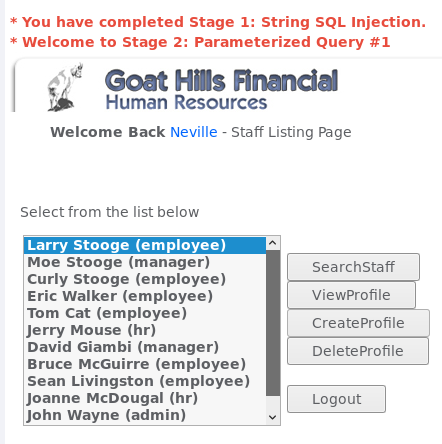 * You have completed Stage 1: String SQL Injection.
* Welcome to Stage 2: Parameterized Query #1
Goat Hills Financial
Human Resources
Welcome Back Neville - Staff Listing Page
Select from the list below
Larry Stooge (employee)
Moe Stooge (manager)
Curly Stooge (employee)
Eric Walker (employee)
Tom Cat (employee)
Jerry Mouse (hr)
David Giambi (manager)
Bruce McGuirre (employee)
Sean Livingston (employee)
Joanne McDougal (hr)
John Wayne (admin)
SearchStaff
ViewProfile
CreateProfile
DeleteProfile
Logout